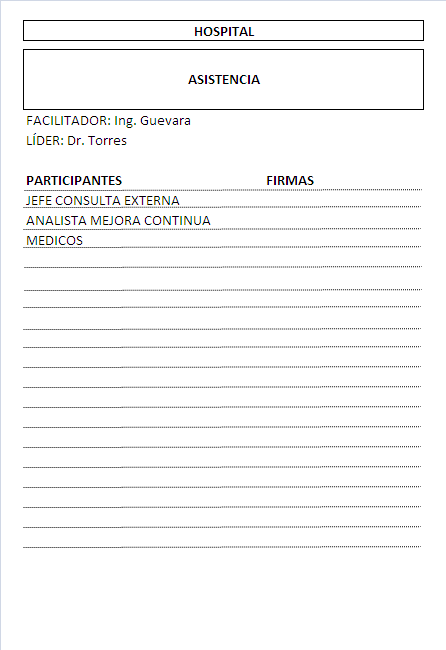 HOSPITAL
ASISTENCIA
FACILITADOR: Ing. Guevara
LÍDER: Dr. Torres
PARTICIPANTES FIRMAS
JEFE CONSULTA EXTERNA
ANALISTA MEJORA CONTINUA
MEDICOS